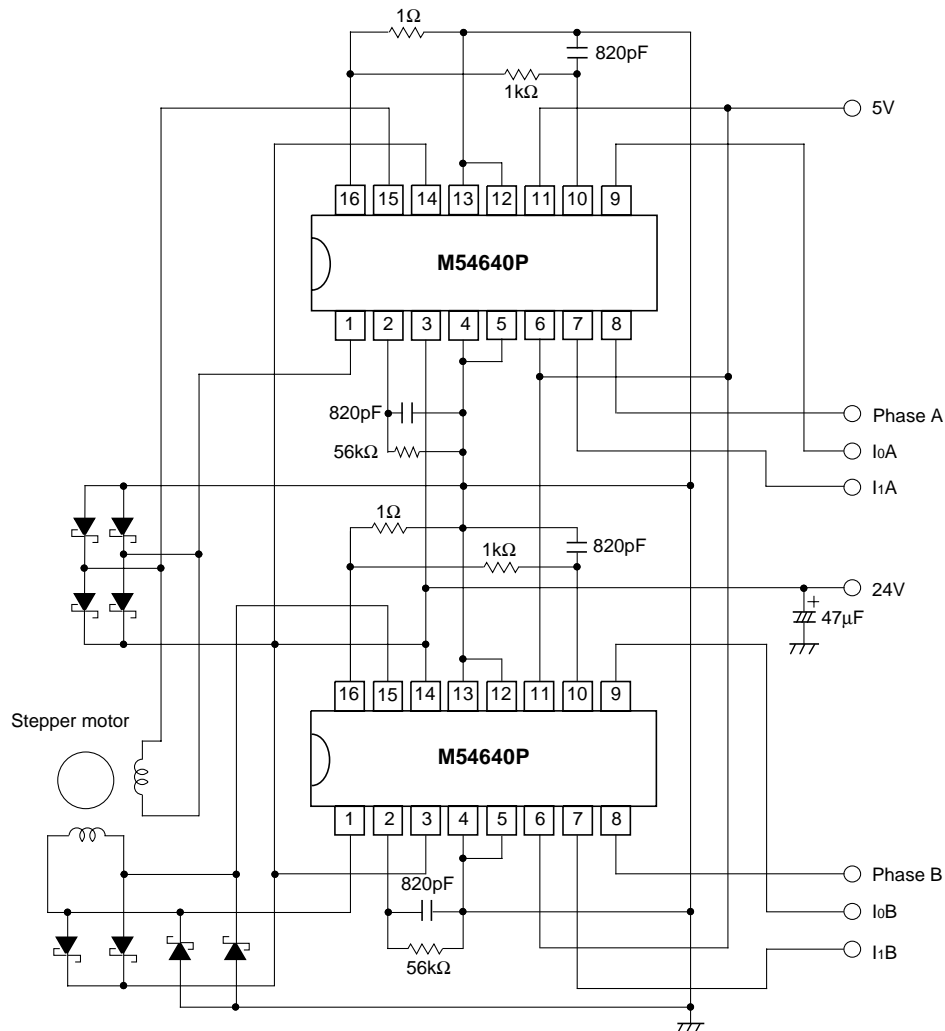 1Ω
820pF
1kΩ
5V
16 15 14 13 12 11 10 9
M54640P
1 2 3 4 5 6 7 8
820pF
Phase A
56kΩ
I0A
I1A
1Ω
1kΩ
820pF
24V
+
47μF
16 15 14 13 12 11 10 9
Stepper motor
M54640P
1 2 3 4 5 6 7 8
820pF
Phase B
I0B
I1B
56kΩ